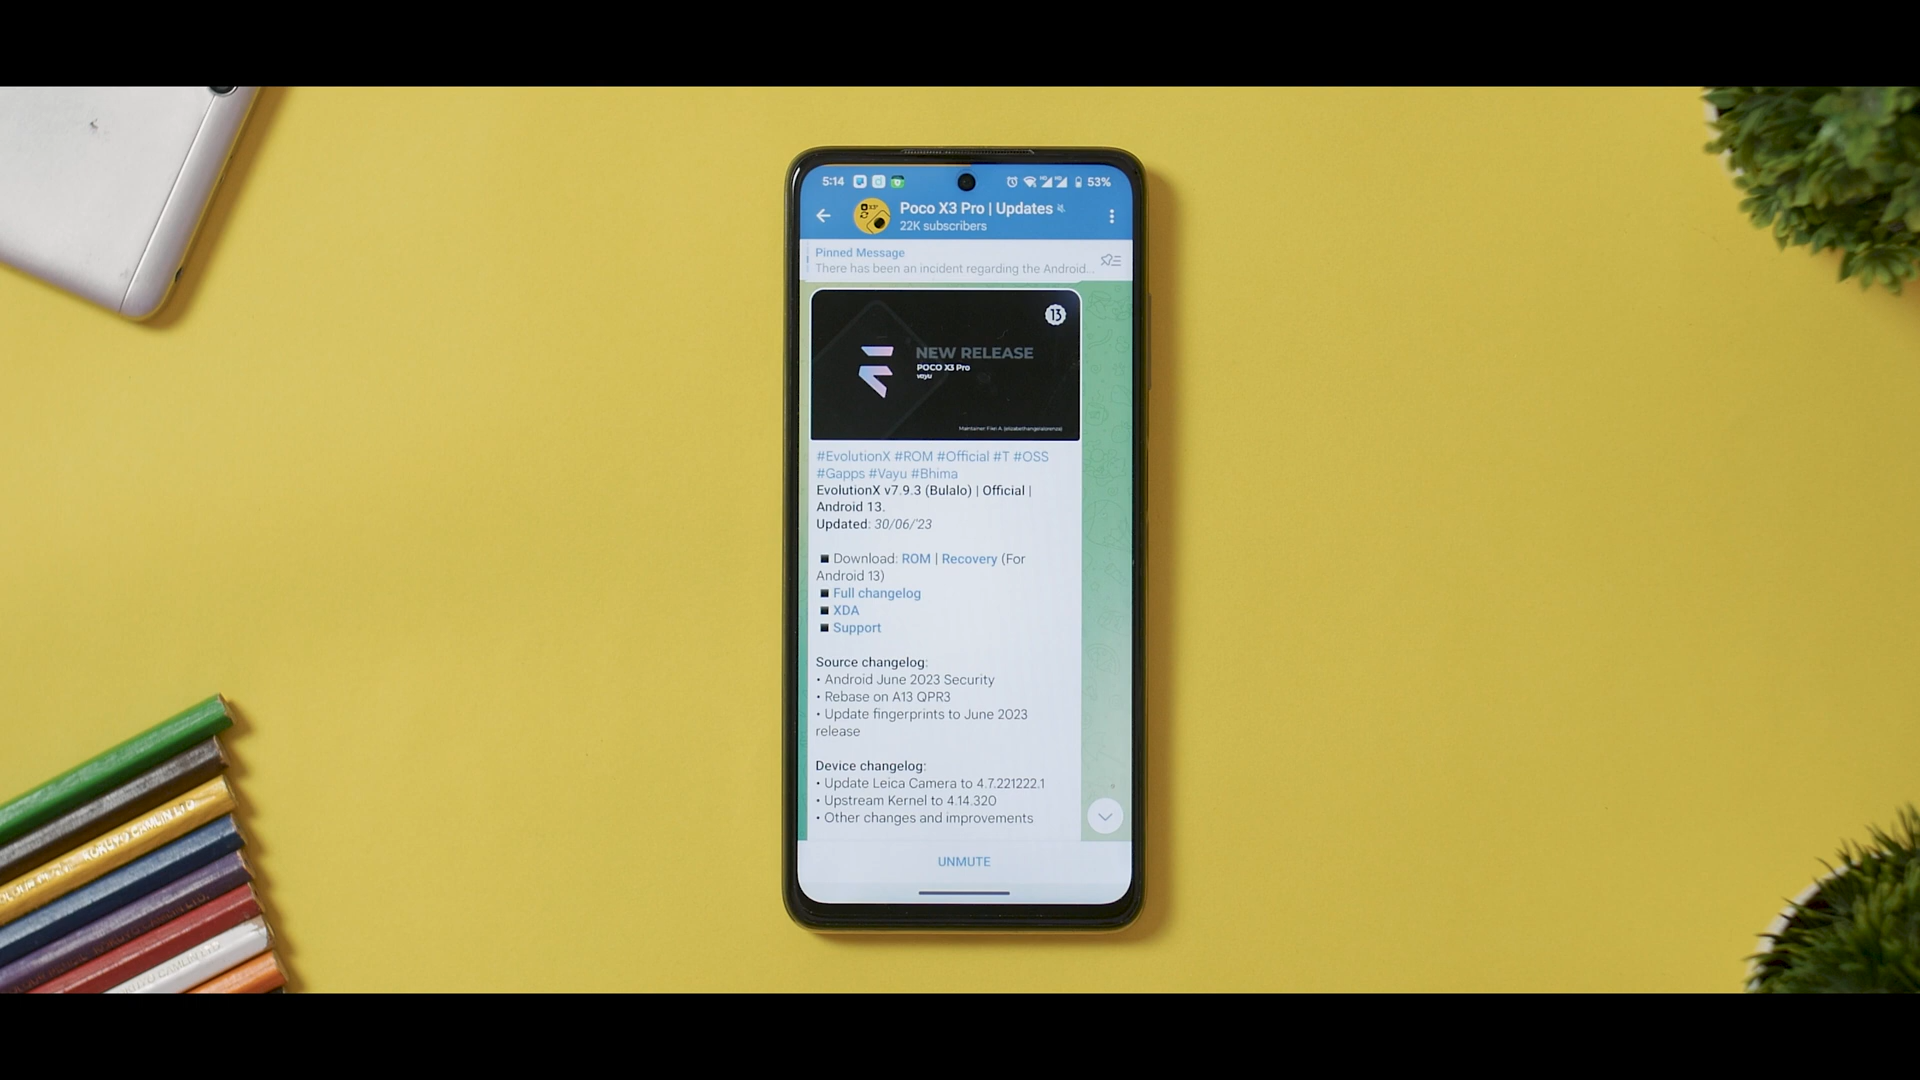 5:14
53%
Poco X3 Pro | Updates
22K subscribers
Pinned Message
There has been an incident regarding the Android...
13
NEW RELEASE
POCO X3 Pro
vayu
#EvolutionX #ROM #Official #T #OSS
#Gapps #Vayu #Bhima
EvolutionX v7.9.3 (Bulalo) | Official |
Android 13.
Updated: 30/06/'23
Download: ROM | Recovery (For
Android 13)
Full changelog
XDA
Support
Source changelog:
• Android June 2023 Security
• Rebase on A13 QPR3
• Update fingerprints to June 2023
release
Device changelog:
• Update Leica Camera to 4.7.221222.1
• Upstream Kernel to 4.14.320
• Other changes and improvements
UNMUTE
KOKUYO CAMLIN LTD